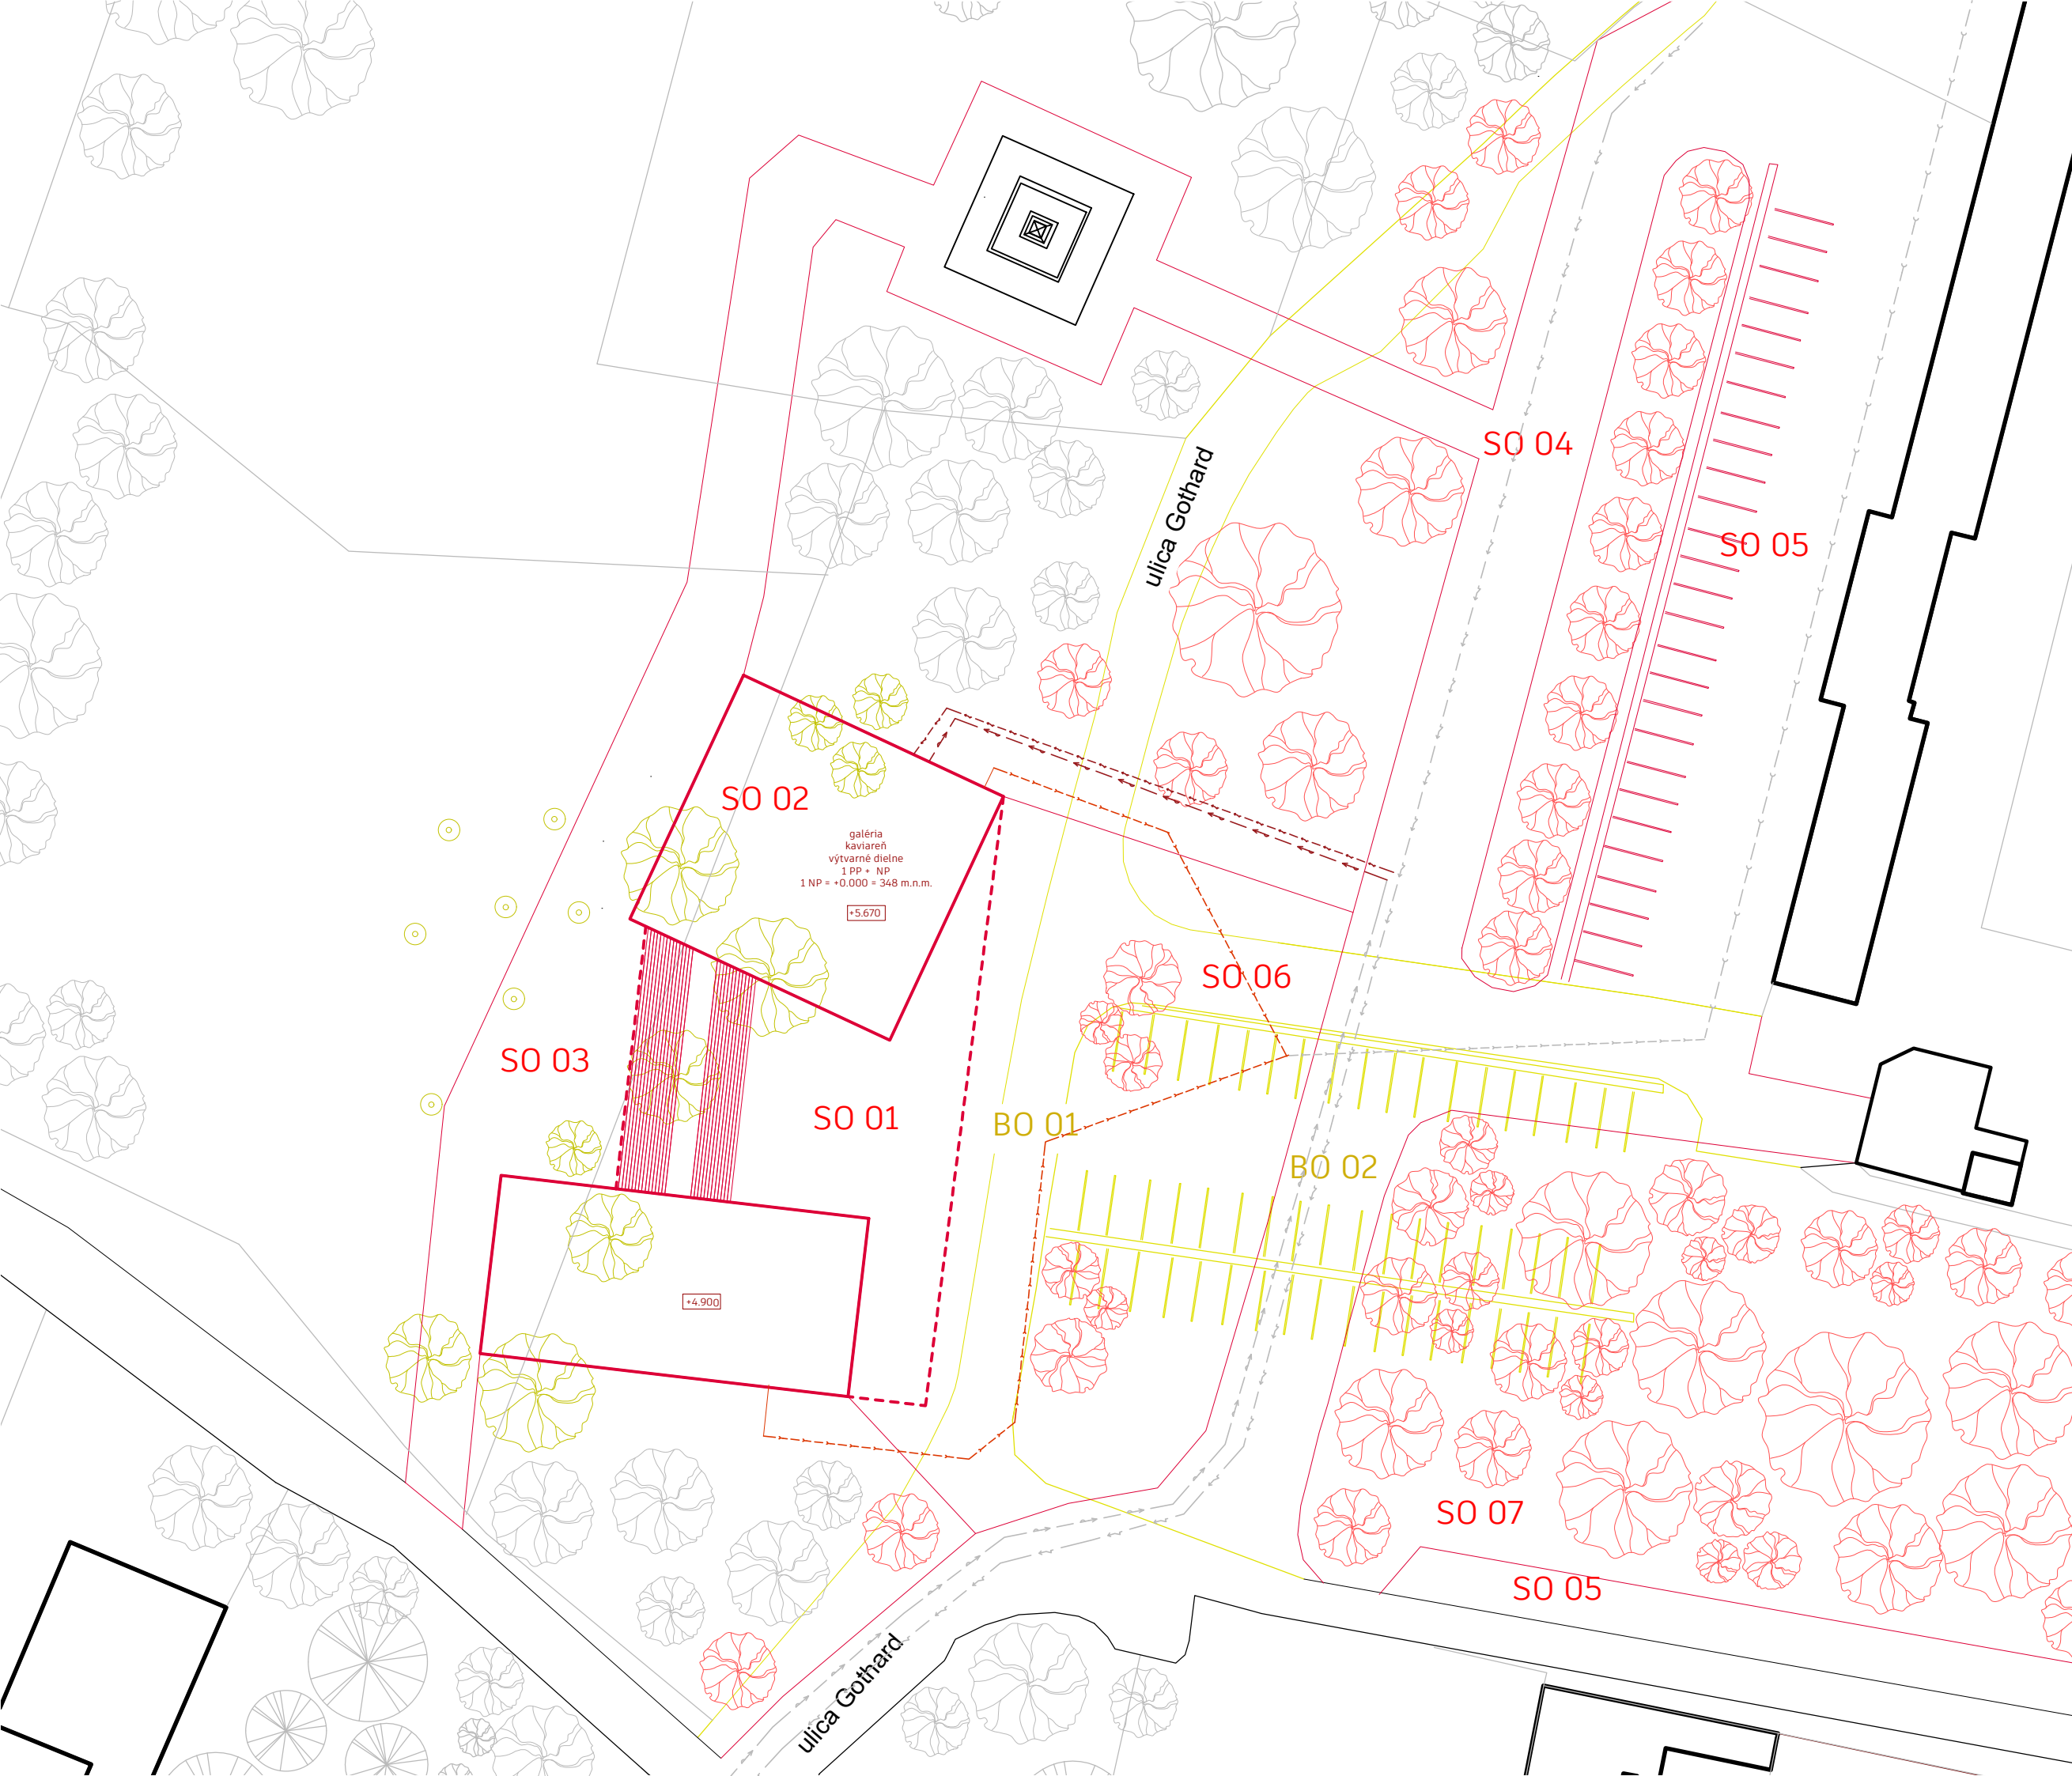 SO 04
ulica Gothard
SO 05
SO 02
galéria
kaviareň
výtvarné dielne
1 PP + NP
1 NP = +0.000 = 348 m.n.m.
+5.670
SO 06
SO 03
SO 01
BO 01
BO 02
+4.900
SO 07
SO 05
ulica Gothard